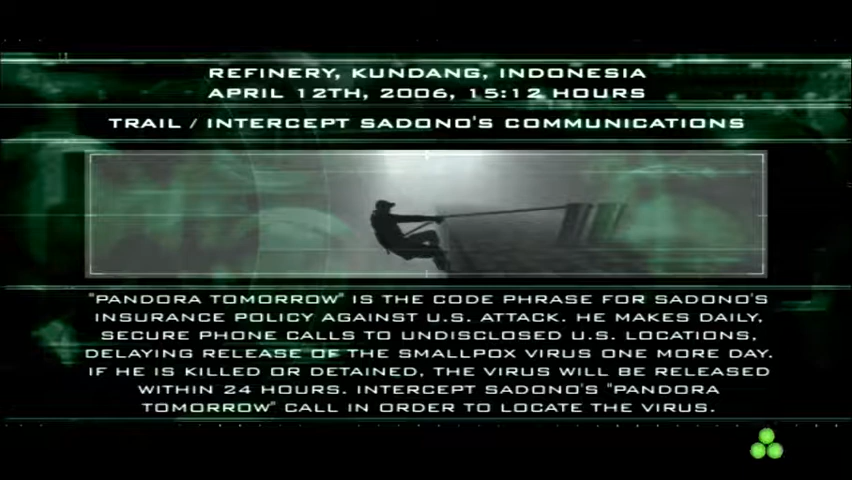 REFINERY, KUNDANG, INDONESIA
APRIL 12TH, 2006, 15:12 HOURS
TRAIL / INTERCEPT SADONO'S COMMUNICATIONS
"PANDORA TOMORROW" IS THE CODE PHRASE FOR SADONO'S
INSURANCE POLICY AGAINST U.S. ATTACK. HE MAKES DAILY,
SECURE PHONE CALLS TO UNDISCLOSED U.S. LOCATIONS,
DELAYING RELEASE OF THE SMALLPOX VIRUS ONE MORE DAY.
IF HE IS KILLED OR DETAINED, THE VIRUS WILL BE RELEASED
WITHIN 24 HOURS. INTERCEPT SADONO'S "PANDORA
TOMORROW" CALL IN ORDER TO LOCATE THE VIRUS.